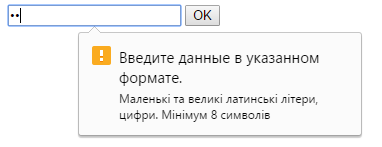 •• OK
Введите данные в указанном
формате.
Маленькі та великі латинські літери,
цифри. Мінімум 8 символів